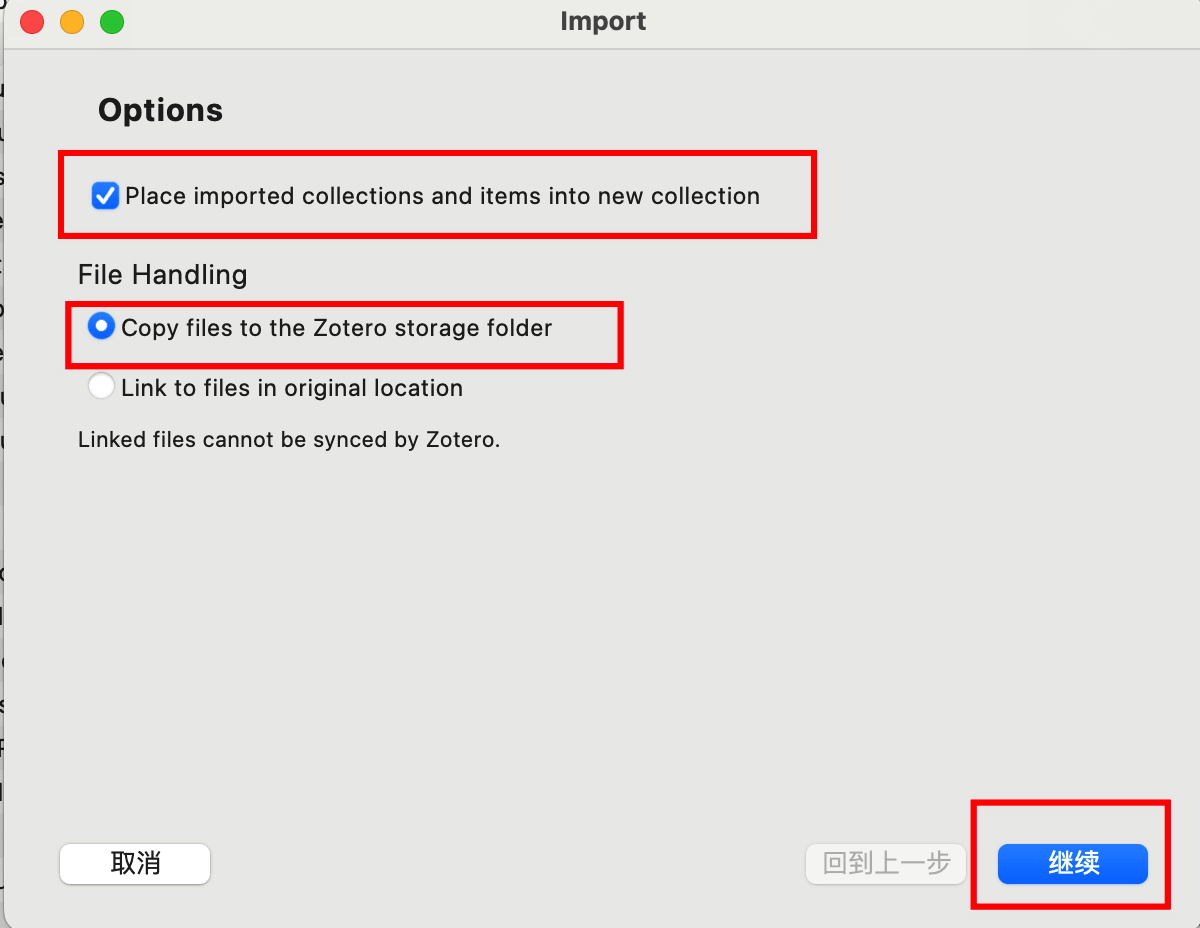 Import
Options
Place imported collections and items into new collection
File Handling
Copy files to the Zotero storage folder
Link to files in original location
Linked files cannot be synced by Zotero.
取消
回到上一步
继续